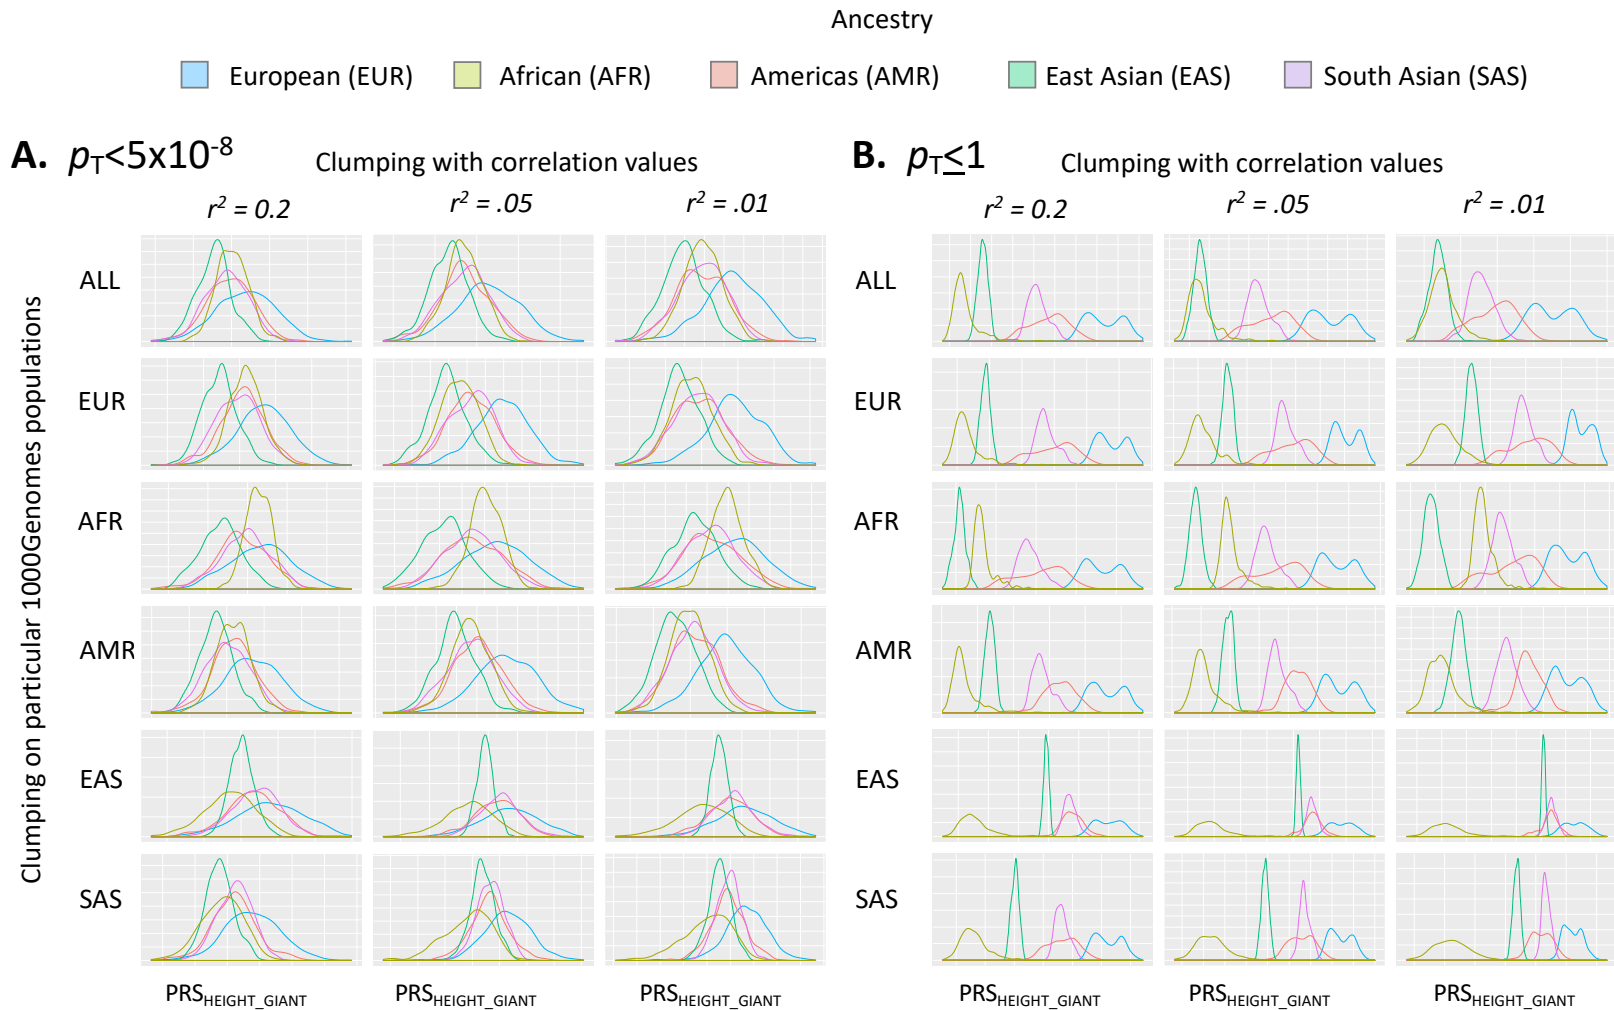 Ancestry
European (EUR) African (AFR) Americas (AMR) East Asian (EAS) South Asian (SAS)
A. pT<5x10-8 Clumping with correlation values
r2 = 0.2 r2 = .05 r2 = .01
B. pT≤1 Clumping with correlation values
r2 = 0.2 r2 = .05 r2 = .01
Clumping on particular 1000Genomes populations
ALL
EUR
AFR
AMR
EAS
SAS
PRSHEIGHT_GIANT PRSHEIGHT_GIANT PRSHEIGHT_GIANT
ALL
EUR
AFR
AMR
EAS
SAS
PRSHEIGHT_GIANT PRSHEIGHT_GIANT PRSHEIGHT_GIANT